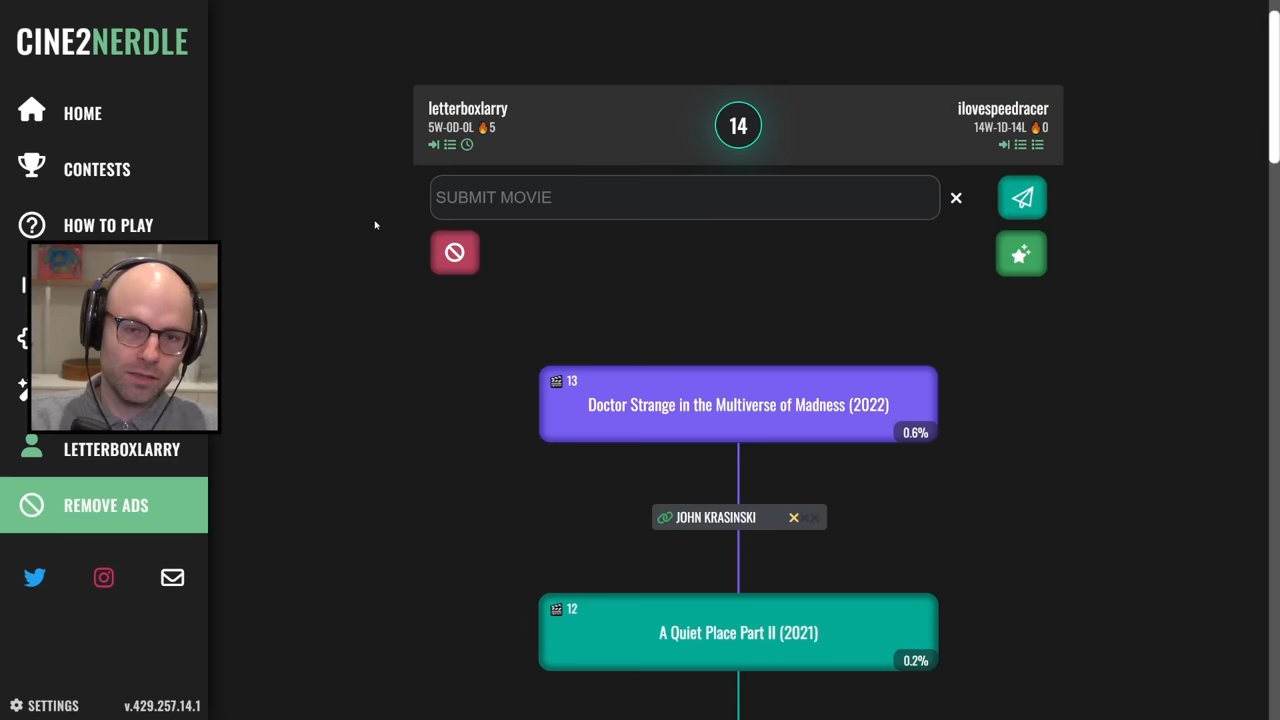 CINE2NERDLE
HOME
CONTESTS
HOW TO PLAY
LETTERBOXLARRY
REMOVE ADS
SETTINGS
v.429.257.14.1
letterboxlarry
5W-0D-0L 🔥5
14
ilovespeedracer
14W-1D-14L 🔥0
SUBMIT MOVIE
13
Doctor Strange in the Multiverse of Madness (2022)
0.6%
JOHN KRASINSKI
12
A Quiet Place Part II (2021)
0.2%